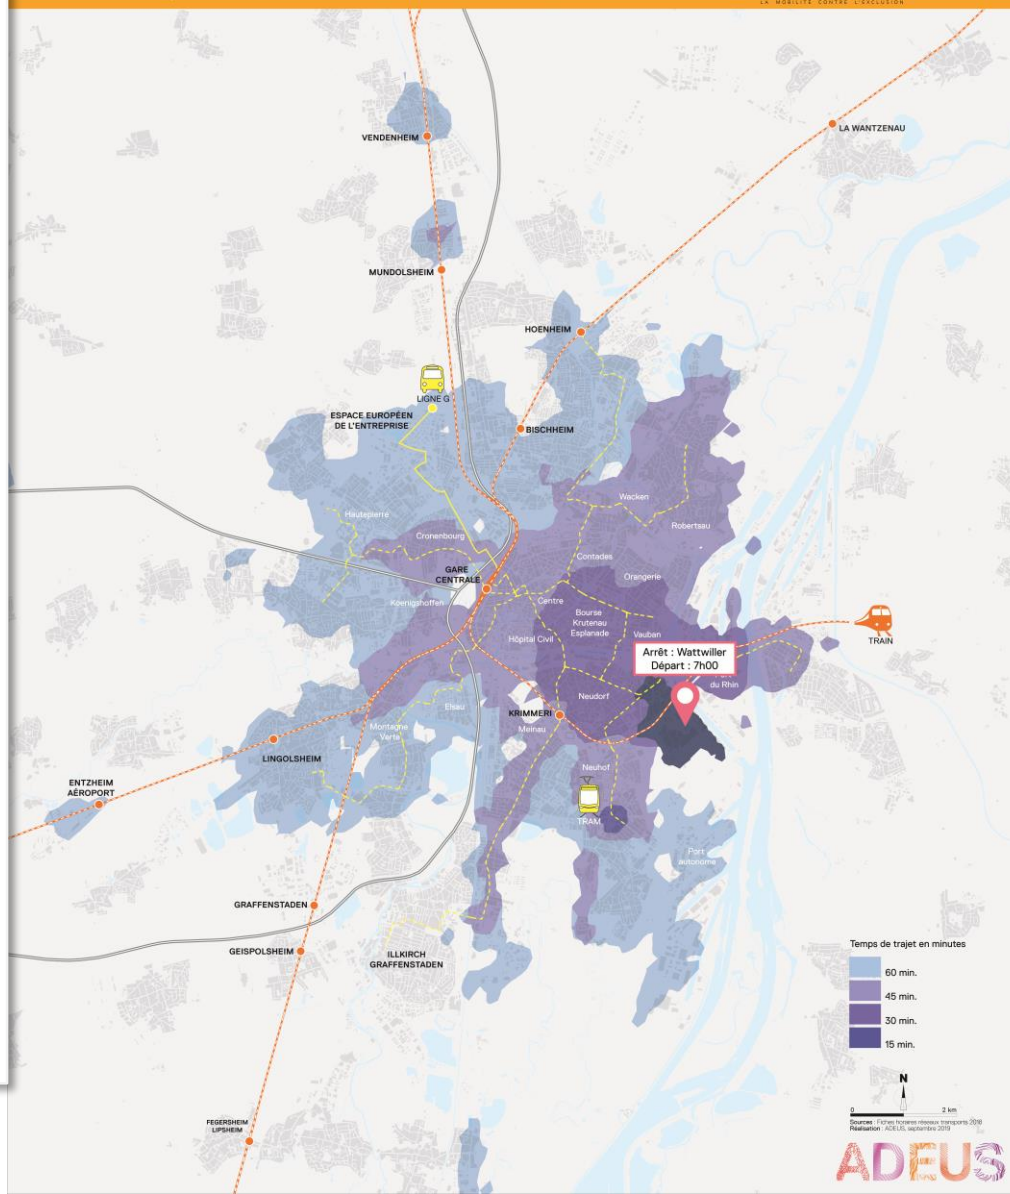 LA MOBILITÉ CONTRE L'EXCLUSION
VENDENHEIM
LA WANTZENAU
MUNDOLSHEIM
HOENHEIM
LIGNE G
ESPACE EUROPÉEN
DE L'ENTREPRISE
BISCHHEIM
Wacken
Hautepierre
Robertsau
Cronenbourg
Contades
GARE
CENTRALE
Orangerie
Koenigshoffen
Centre
Bourse
Krutenau
Esplanade
Hôpital Civil
Vauban
TRAIN
Arrêt : Wattwiller
Départ : 7h00
du Rhin
Neudorf
Elsau
KRIMMERI
Meinau
Montagne
Verte
LINGOLSHEIM
Neuhof
ENTZHEIM
AÉROPORT
TRAM
Port
autonome
GRAFFENSTADEN
GEISPOLSHEIM
ILLKIRCH
GRAFFENSTADEN
Temps de trajet en minutes
60 min.
45 min.
30 min.
15 min.
N
0 2 km
Sources : Fiches horaires réseaux transports 2018
Réalisation : ADEUS, septembre 2019
FEGERSHEIM
LIPSHEIM
ADEUS